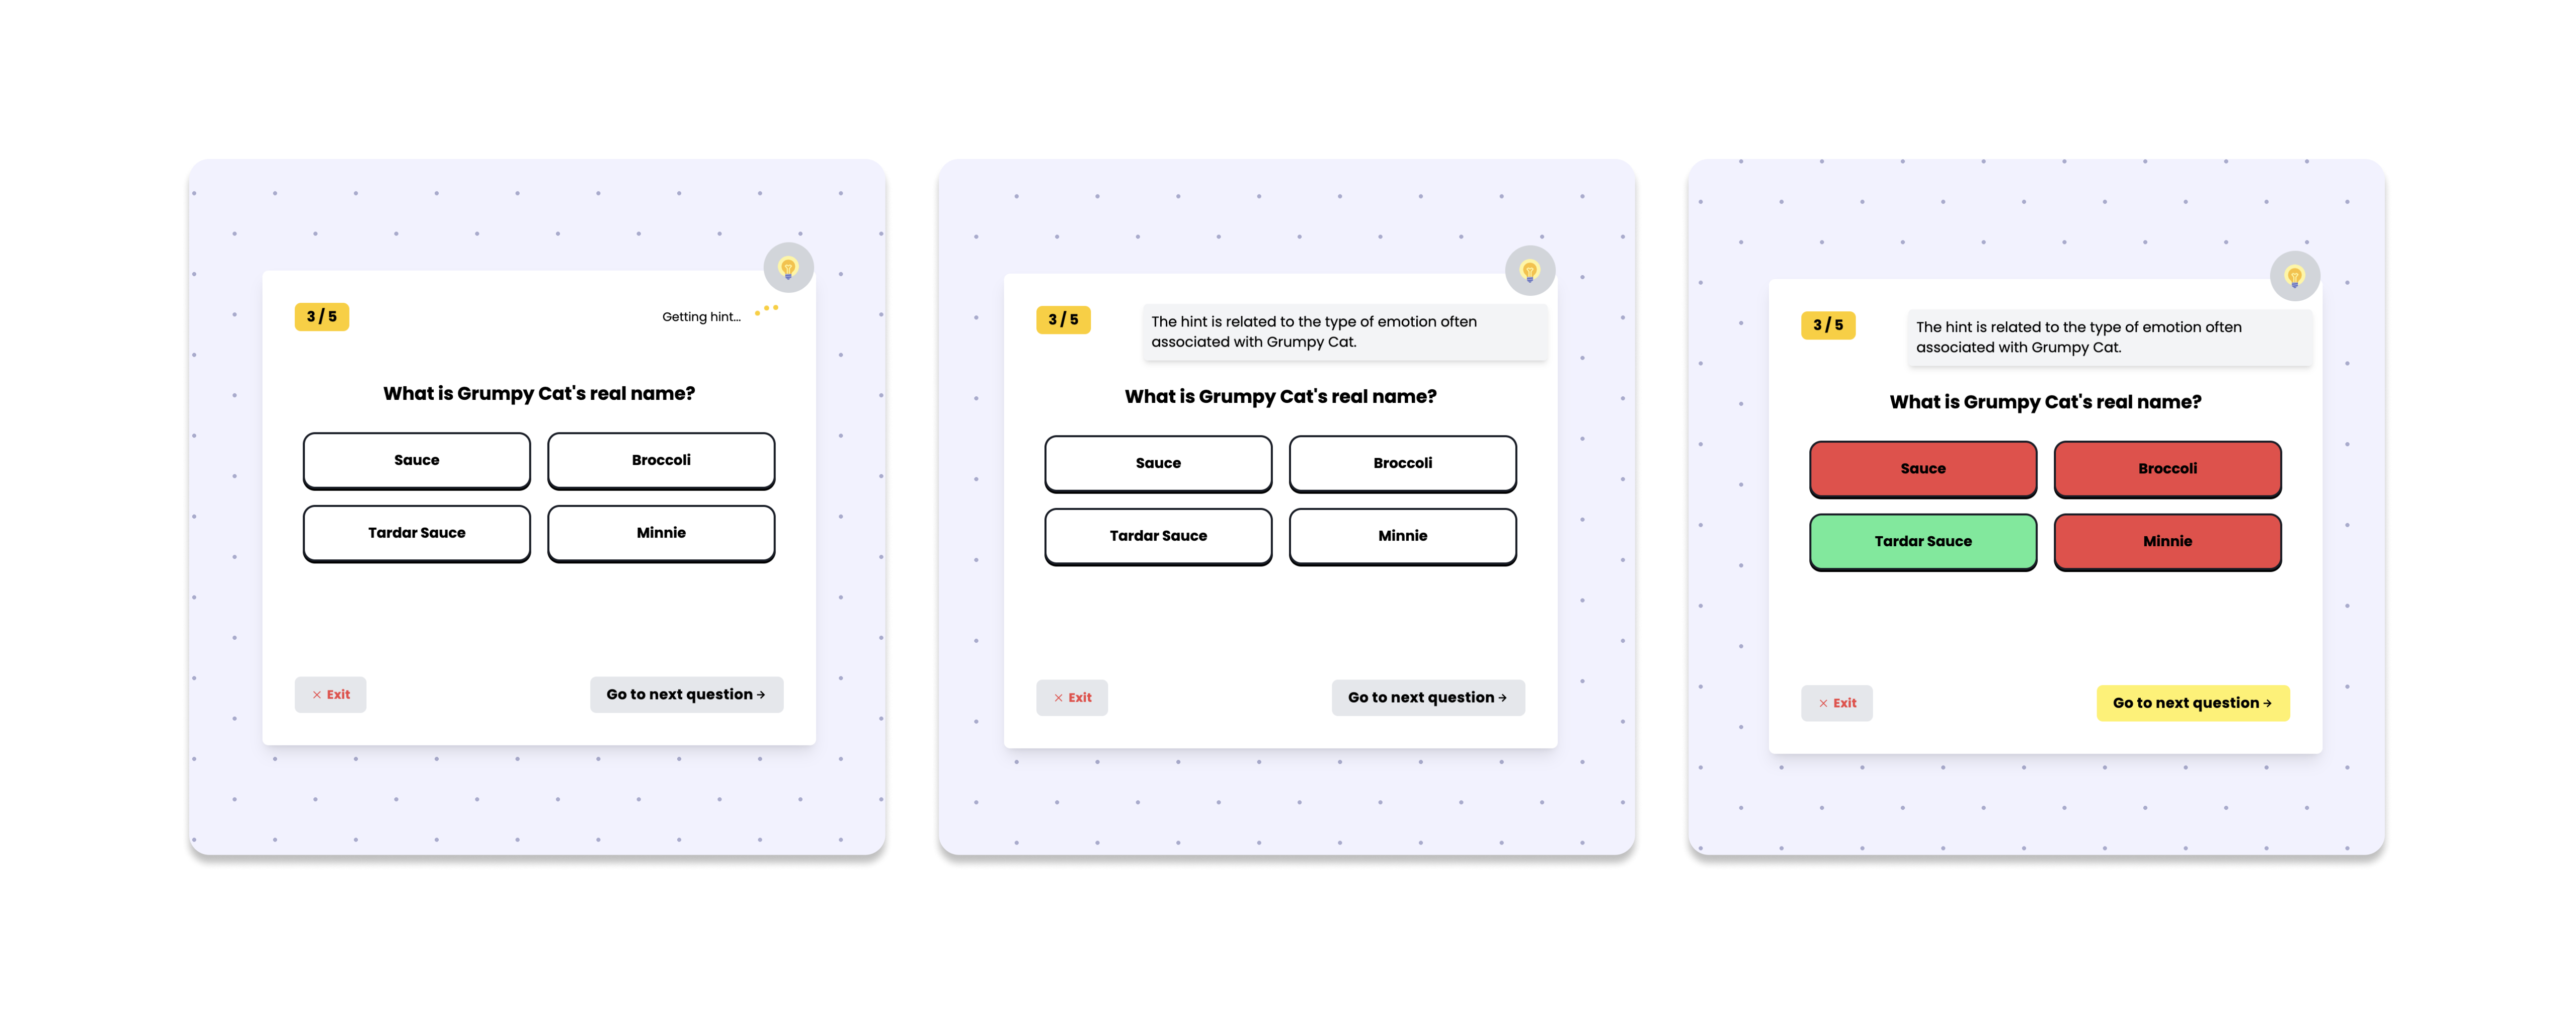 3 / 5
Getting hint...
What is Grumpy Cat's real name?
Sauce
Broccoli
Tardar Sauce
Minnie
× Exit
Go to next question →
3 / 5
The hint is related to the type of emotion often
associated with Grumpy Cat.
What is Grumpy Cat's real name?
Sauce
Broccoli
Tardar Sauce
Minnie
× Exit
Go to next question →
3 / 5
The hint is related to the type of emotion often
associated with Grumpy Cat.
What is Grumpy Cat's real name?
Sauce
Broccoli
Tardar Sauce
Minnie
× Exit
Go to next question →